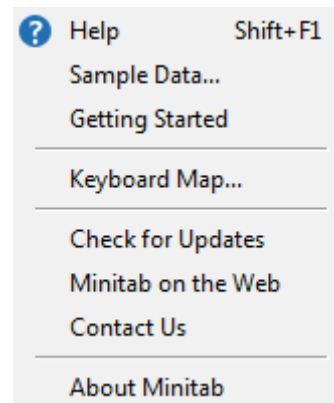 ? Help Shift+F1
Sample Data...
Getting Started
Keyboard Map...
Check for Updates
Minitab on the Web
Contact Us
About Minitab